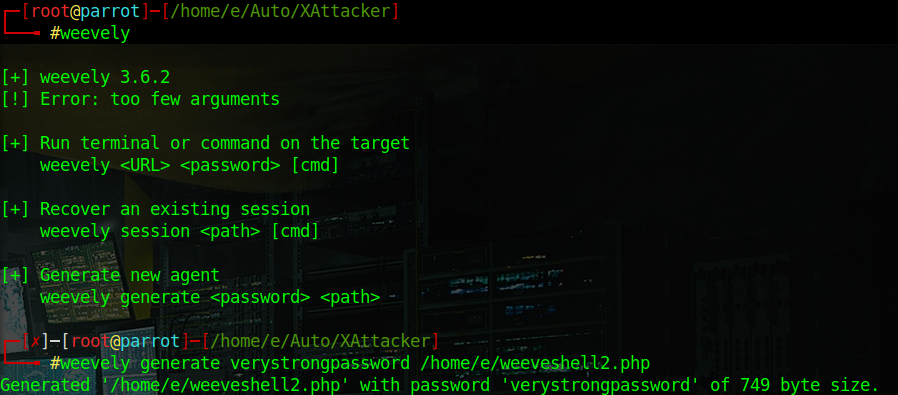 ┌─[root@parrot]─[/home/e/Auto/XAttacker]
└──╼ #weevely
[+] weevely 3.6.2
[!] Error: too few arguments
[+] Run terminal or command on the target
    weevely <URL> <password> [cmd]
[+] Recover an existing session
    weevely session <path> [cmd]
[+] Generate new agent
    weevely generate <password> <path>
┌─[✗]─[root@parrot]─[/home/e/Auto/XAttacker]
└──╼ #weevely generate verystrongpassword /home/e/weeveshell2.php
Generated '/home/e/weeveshell2.php' with password 'verystrongpassword' of 749 byte size.